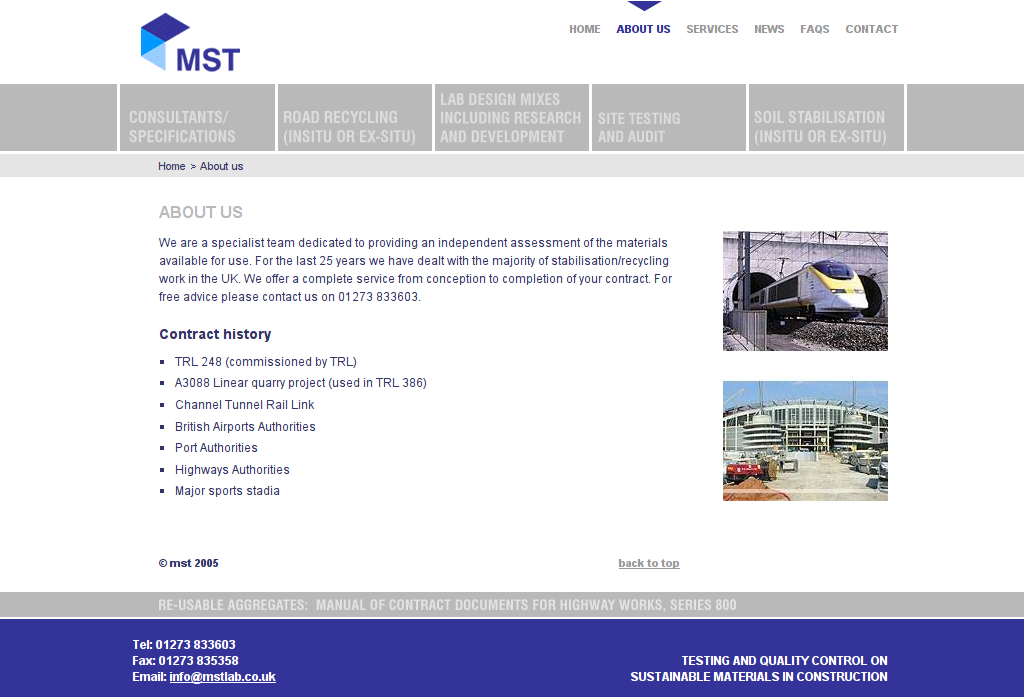 MST
HOME ABOUT US SERVICES NEWS FAQS CONTACT
CONSULTANTS/
SPECIFICATIONS
ROAD RECYCLING
(INSITU OR EX-SITU)
LAB DESIGN MIXES
INCLUDING RESEARCH
AND DEVELOPMENT
SITE TESTING
AND AUDIT
SOIL STABILISATION
(INSITU OR EX-SITU)
Home > About us
ABOUT US
We are a specialist team dedicated to providing an independent assessment of the materials
available for use. For the last 25 years we have dealt with the majority of stabilisation/recycling
work in the UK. We offer a complete service from conception to completion of your contract. For
free advice please contact us on 01273 833603.
Contract history
▪ TRL 248 (commissioned by TRL)
▪ A3088 Linear quarry project (used in TRL 386)
▪ Channel Tunnel Rail Link
▪ British Airports Authorities
▪ Port Authorities
▪ Highways Authorities
▪ Major sports stadia
© mst 2005
back to top
RE-USABLE AGGREGATES: MANUAL OF CONTRACT DOCUMENTS FOR HIGHWAY WORKS, SERIES 800
Tel: 01273 833603
Fax: 01273 835358
Email: info@mstlab.co.uk
TESTING AND QUALITY CONTROL ON
SUSTAINABLE MATERIALS IN CONSTRUCTION